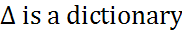 Δ is a dictionary